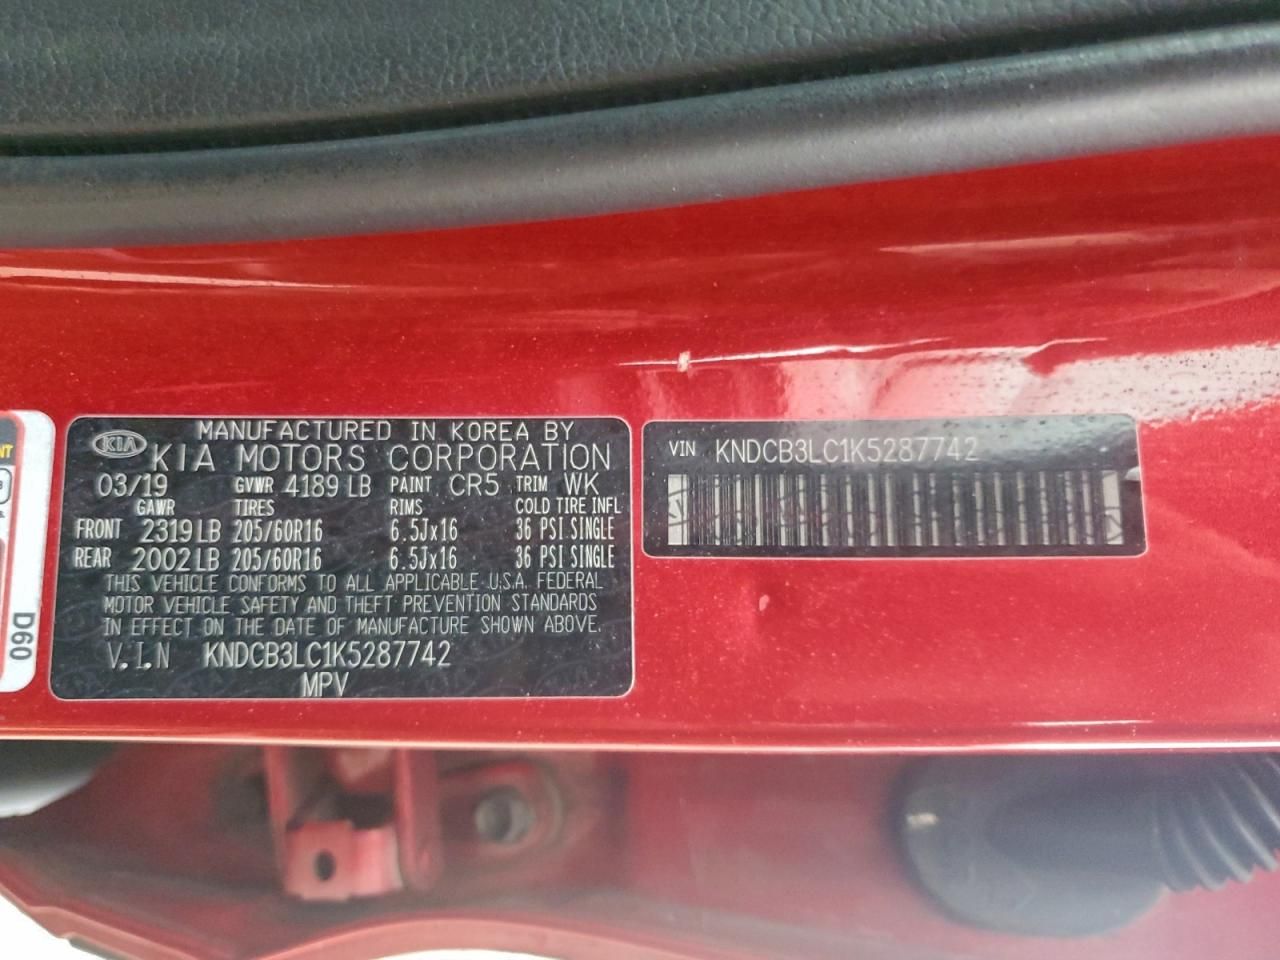 KIA
MANUFACTURED IN KOREA BY
KIA MOTORS CORPORATION
03/19 GVWR 4189 LB PAINT CR5 TRIM WK
GAWR TIRES RIMS COLD TIRE INFL
FRONT 2319 LB 205/60R16 6.5Jx16 36 PSI SINGLE
REAR 2002 LB 205/60R16 6.5Jx16 36 PSI SINGLE
THIS VEHICLE CONFORMS TO ALL APPLICABLE U.S.A. FEDERAL
MOTOR VEHICLE SAFETY AND THEFT PREVENTION STANDARDS
IN EFFECT ON THE DATE OF MANUFACTURE SHOWN ABOVE.
V.I.N KNDCB3LC1K5287742
MPV
VIN KNDCB3LC1K5287742
D60